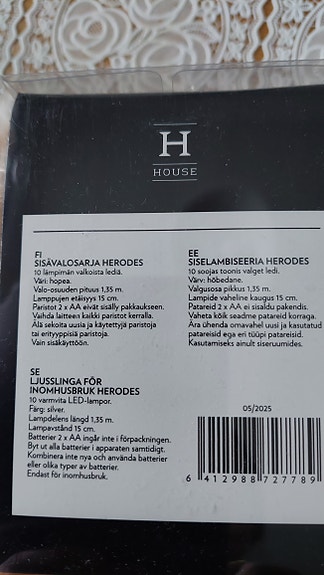 H
HOUSE
FI
SISÄVALOSARJA HERODES
10 lämpimän valkoista lediä.
Väri: hopea.
Valo-osuuden pituus 1,35 m.
Lamppujen etäisyys 15 cm.
Paristot 2 x AA eivät sisälly pakkaukseen.
Vaihda laitteen kaikki paristot kerralla.
Älä sekoita uusia ja käytettyjä paristoja
tai erityyppisiä paristoja.
Vain sisäkäyttöön.
EE
SISELAMBISEERIA HERODES
10 soojas toonis valget ledi.
Värv: hõbedane.
Valgusosa pikkus 1,35 m.
Lampide vaheline kaugus 15 cm.
Patareid 2 x AA ei sisaldu pakendis.
Vaheta kõik seadme patareid korraga.
Ära ühenda omavahel uusi ja kasutatud
patareisid ega eri tüüpi patareisid.
Kasutamiseks ainult siseruumides.
SE
LJUSSLINGA FÖR
INOMHUSBRUK HERODES
10 varmvita LED-lampor.
Färg: silver.
Lampdelens längd 1,35 m.
Lampavstånd 15 cm.
Batterier 2 x AA ingår inte i förpackningen.
Byt ut alla batterier i apparaten samtidigt.
Kombinera inte nya och använda batterier
eller olika typer av batterier.
Endast för inomhusbruk.
05/2025
6 412988 727789